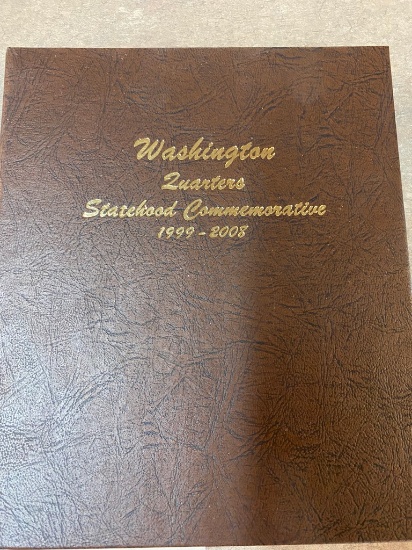 Washington
Quarters
Statehood Commemorative
1999-2008